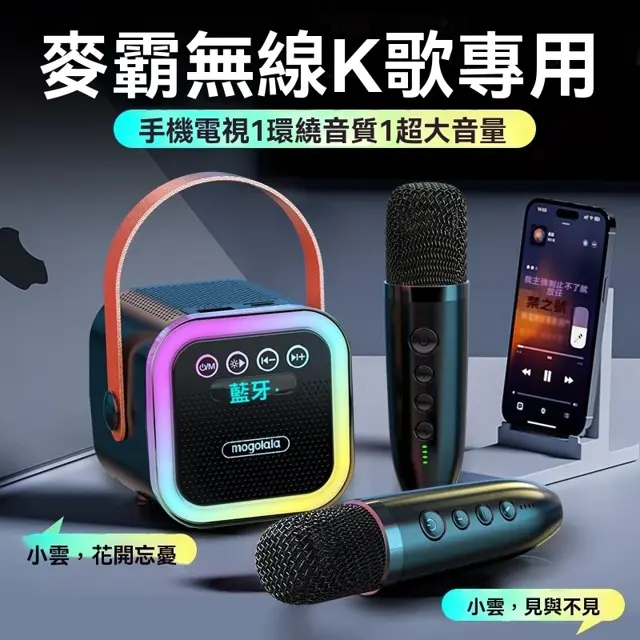 麥霸無線K歌專用
手機電視1環繞音質1超大音量
藍牙
mogolala
小雲，花開忘憂
小雲，見與不見